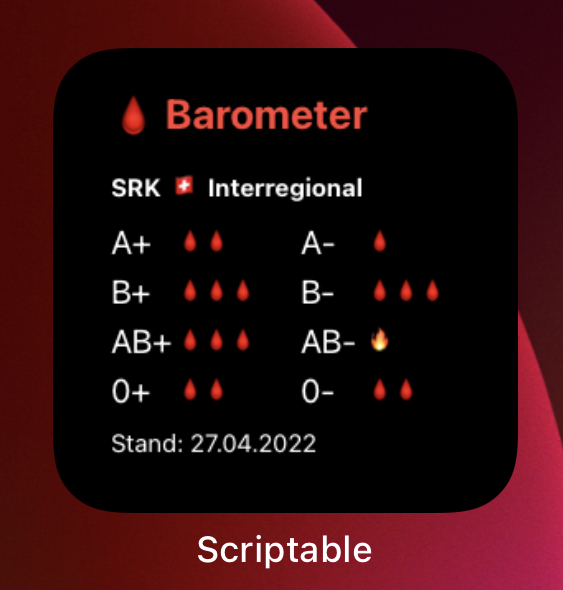 🩸 Barometer
SRK 🇨🇭 Interregional
A+ 🩸🩸 A- 🩸
B+ 🩸🩸🩸 B- 🩸🩸🩸
AB+ 🩸🩸🩸 AB- 🔥
0+ 🩸🩸 0- 🩸🩸
Stand: 27.04.2022
Scriptable